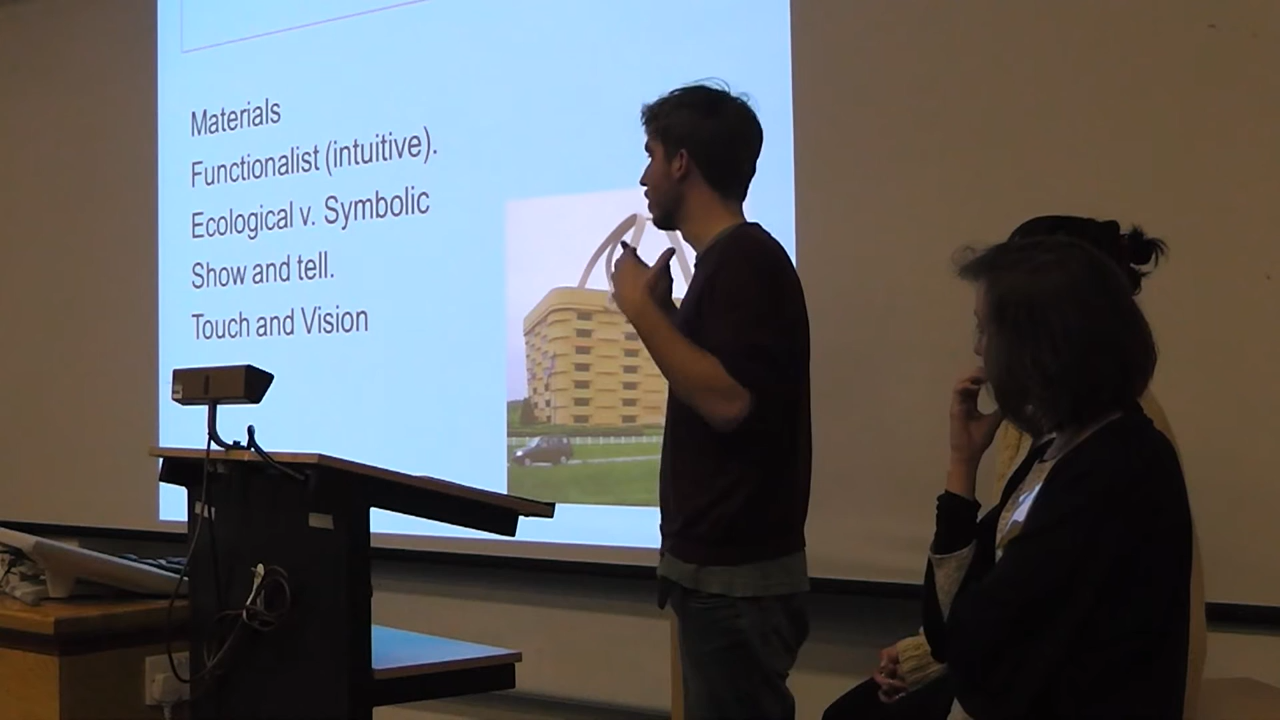 Materials
Functionalist (intuitive).
Ecological v. Symbolic
Show and tell.
Touch and Vision